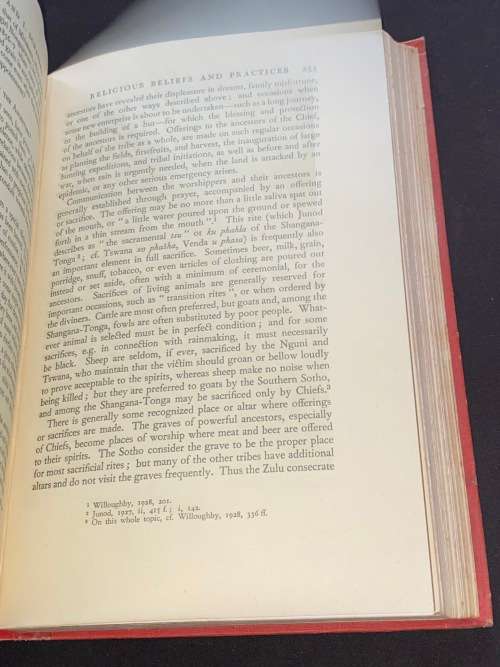 RELIGIOUS BELIEFS AND PRACTICES 251
ancestors have revealed their displeasure in dreams, family misfortune,
or one of the other ways described above; and occasions when
some new enterprise is about to be undertaken—such as a long journey,
or the building of a hut—for which the blessing and protection
of the ancestors is required. Offerings to the ancestors of the Chief,
on behalf of the tribe as a whole, are made on such regular occasions
as planting the fields, firstfruits, and harvest, the inauguration of large
hunting expeditions, and tribal initiations, as well as before and after
war, when rain is urgently needed, when the land is attacked by an
epidemic, or any other serious emergency arises.
Communication between the worshippers and their ancestors is
generally established through prayer, accompanied by an offering
or sacrifice. The offering may be no more than a little saliva spat out
of the mouth, or "a little water poured upon the ground or spewed
forth in a thin stream from the mouth".¹ This rite (which Junod
describes as "the sacramental tsu" or ku phahla of the Shangana-
Tonga²; cf. Tswana xo phasha, Venda u phasa) is frequently also
an important element in full sacrifice. Sometimes beer, milk, grain,
porridge, snuff, tobacco, or even articles of clothing are poured out
instead or set aside, often with a minimum of ceremonial, for the
ancestors. Sacrifices of living animals are generally reserved for
important occasions, such as "transition rites", or when ordered by
the diviners. Cattle are most often preferred, but goats and, among the
Shangana-Tonga, fowls are often substituted by poor people. What-
ever animal is selected must be in perfect condition; and for some
sacrifices, e.g. in connection with rainmaking, it must necessarily
be black. Sheep are seldom, if ever, sacrificed by the Nguni and
Tswana, who maintain that the victim should groan or bellow loudly
to prove acceptable to the spirits, whereas sheep make no noise when
being killed; but they are preferred to goats by the Southern Sotho,
and among the Shangana-Tonga may be sacrificed only by Chiefs.³
There is generally some recognized place or altar where offerings
or sacrifices are made. The graves of powerful ancestors, especially
of Chiefs, become places of worship where meat and beer are offered
to their spirits. The Sotho consider the grave to be the proper place
for most sacrificial rites; but many of the other tribes have additional
altars and do not visit the graves frequently. Thus the Zulu consecrate
¹ Willoughby, 1928, 201.
² Junod, 1927, ii, 415 f.; i, 142.
³ On this whole topic, cf. Willoughby, 1928, 336 ff.